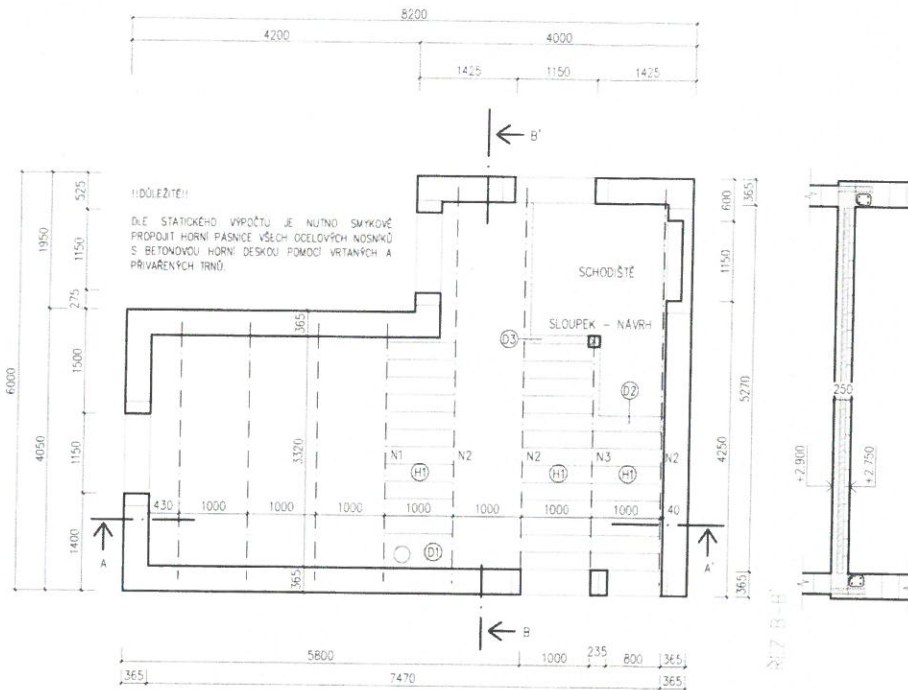 8200
4200 4000
1425 1150 1425
B'
!!DŮLEŽITÉ!!
DLE STATICKÉHO VÝPOČTU JE NUTNO SMYKOVĚ
PROPOJIT HORNÍ PÁSNICE VŠECH OCELOVÝCH NOSNÍKŮ
S BETONOVOU HORNÍ DESKOU POMOCÍ VRTANÝCH A
PŘIVAŘENÝCH TRNŮ.
525
1950
1150
275
6000
4050
1500
1150
1400
365
3320
365
SCHODIŠTĚ
SLOUPEK - NÁVRH
D3
D2
N1 N2 N2 N3 N2
H1 H1 H1
430 1000 1000 1000 1000 1000 1000 1000 40
D1
A A'
B
600
1150
4250
365
5270
365
250
+2.900 +2.750
ŘEZ B-B'
5800 1000 235 800 365
365 7470 365